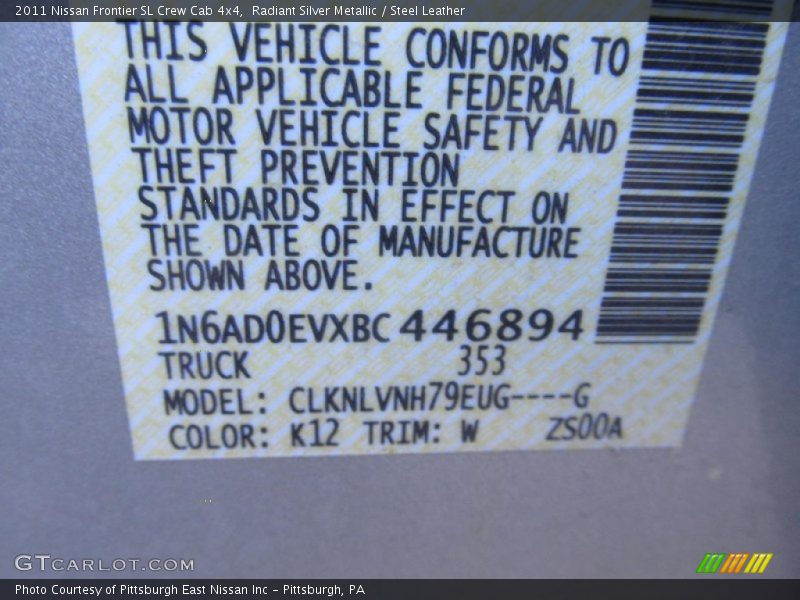 2011 Nissan Frontier SL Crew Cab 4x4,  Radiant Silver Metallic / Steel Leather
THIS VEHICLE CONFORMS TO
ALL APPLICABLE FEDERAL
MOTOR VEHICLE SAFETY AND
THEFT PREVENTION
STANDARDS IN EFFECT ON
THE DATE OF MANUFACTURE
SHOWN ABOVE.
1N6AD0EVXBC446894
TRUCK 353
MODEL: CLKNLVNH79EUG----G
COLOR: K12 TRIM: W ZS00A
GTCARLOT.COM
Photo Courtesy of Pittsburgh East Nissan Inc - Pittsburgh, PA